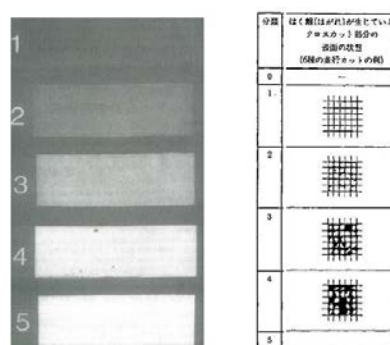 1
2
3
4
5
分類
はく離(はがれ)が生じている
クロスカット部分の
表面の状態
(6種の並行カットの例)
0
—
1
2
3
4
5